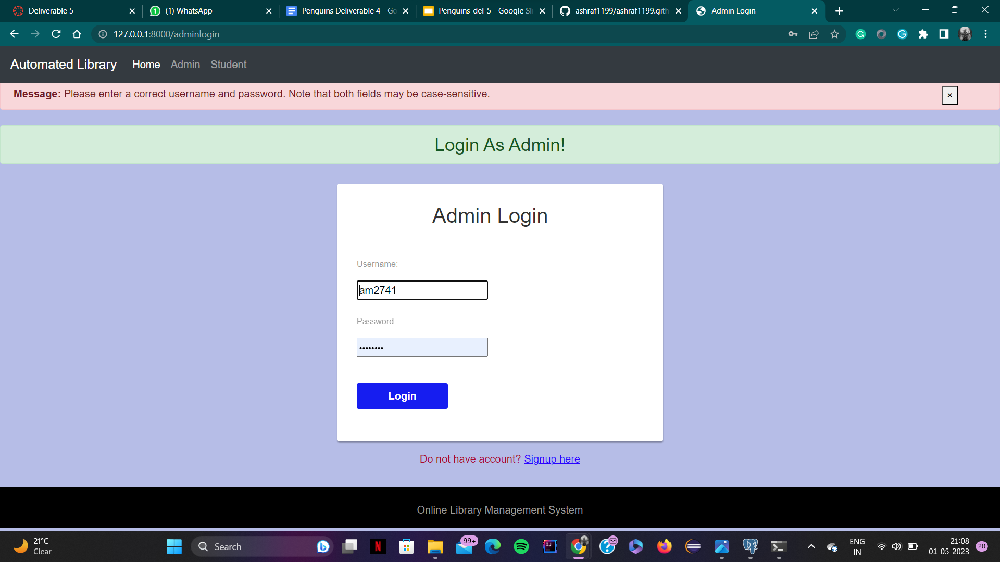 Deliverable 5
(1) WhatsApp
Penguins Deliverable 4 - Go
Penguins-del-5 - Google Sli
ashraf1199/ashraf1199.gith
Admin Login
127.0.0.1:8000/adminlogin
Automated Library Home Admin Student
Message: Please enter a correct username and password. Note that both fields may be case-sensitive.
×
Login As Admin!
Admin Login
Username:
am2741
Password:
••••••••
Login
Do not have account? Signup here
Online Library Management System
21°C
Clear
Search
99+
ENG
IN
21:08
01-05-2023
20